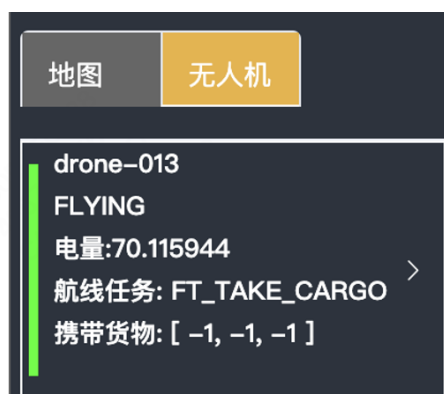 地图 无人机
drone-013
FLYING
电量:70.115944
航线任务: FT_TAKE_CARGO
携带货物: [ -1, -1, -1 ]